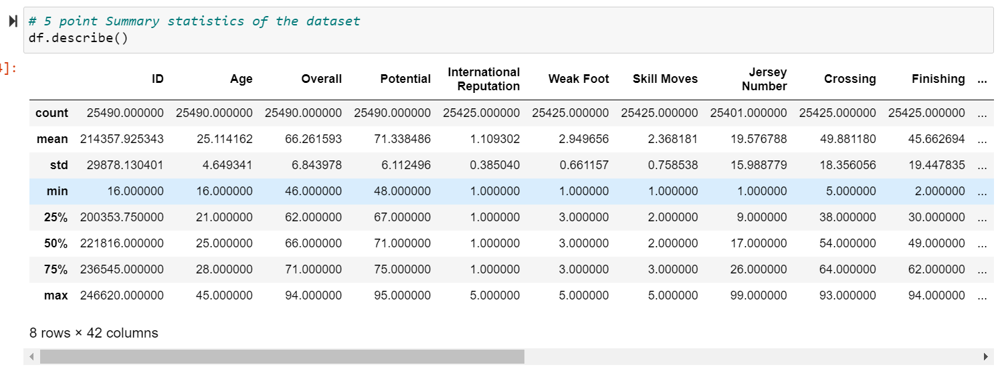 # 5 point Summary statistics of the dataset
df.describe()
4]:
ID Age Overall Potential International Reputation Weak Foot Skill Moves Jersey Number Crossing Finishing ...
count 25490.000000 25490.000000 25490.000000 25490.000000 25425.000000 25425.000000 25425.000000 25401.000000 25425.000000 25425.000000 ...
mean 214357.925343 25.114162 66.261593 71.338486 1.109302 2.949656 2.368181 19.576788 49.881180 45.662694 ...
std 29878.130401 4.649341 6.843978 6.112496 0.385040 0.661157 0.758538 15.988779 18.356056 19.447835 ...
min 16.000000 16.000000 46.000000 48.000000 1.000000 1.000000 1.000000 1.000000 5.000000 2.000000 ...
25% 200353.750000 21.000000 62.000000 67.000000 1.000000 3.000000 2.000000 9.000000 38.000000 30.000000 ...
50% 221816.000000 25.000000 66.000000 71.000000 1.000000 3.000000 2.000000 17.000000 54.000000 49.000000 ...
75% 236545.000000 28.000000 71.000000 75.000000 1.000000 3.000000 3.000000 26.000000 64.000000 62.000000 ...
max 246620.000000 45.000000 94.000000 95.000000 5.000000 5.000000 5.000000 99.000000 93.000000 94.000000 ...
8 rows × 42 columns